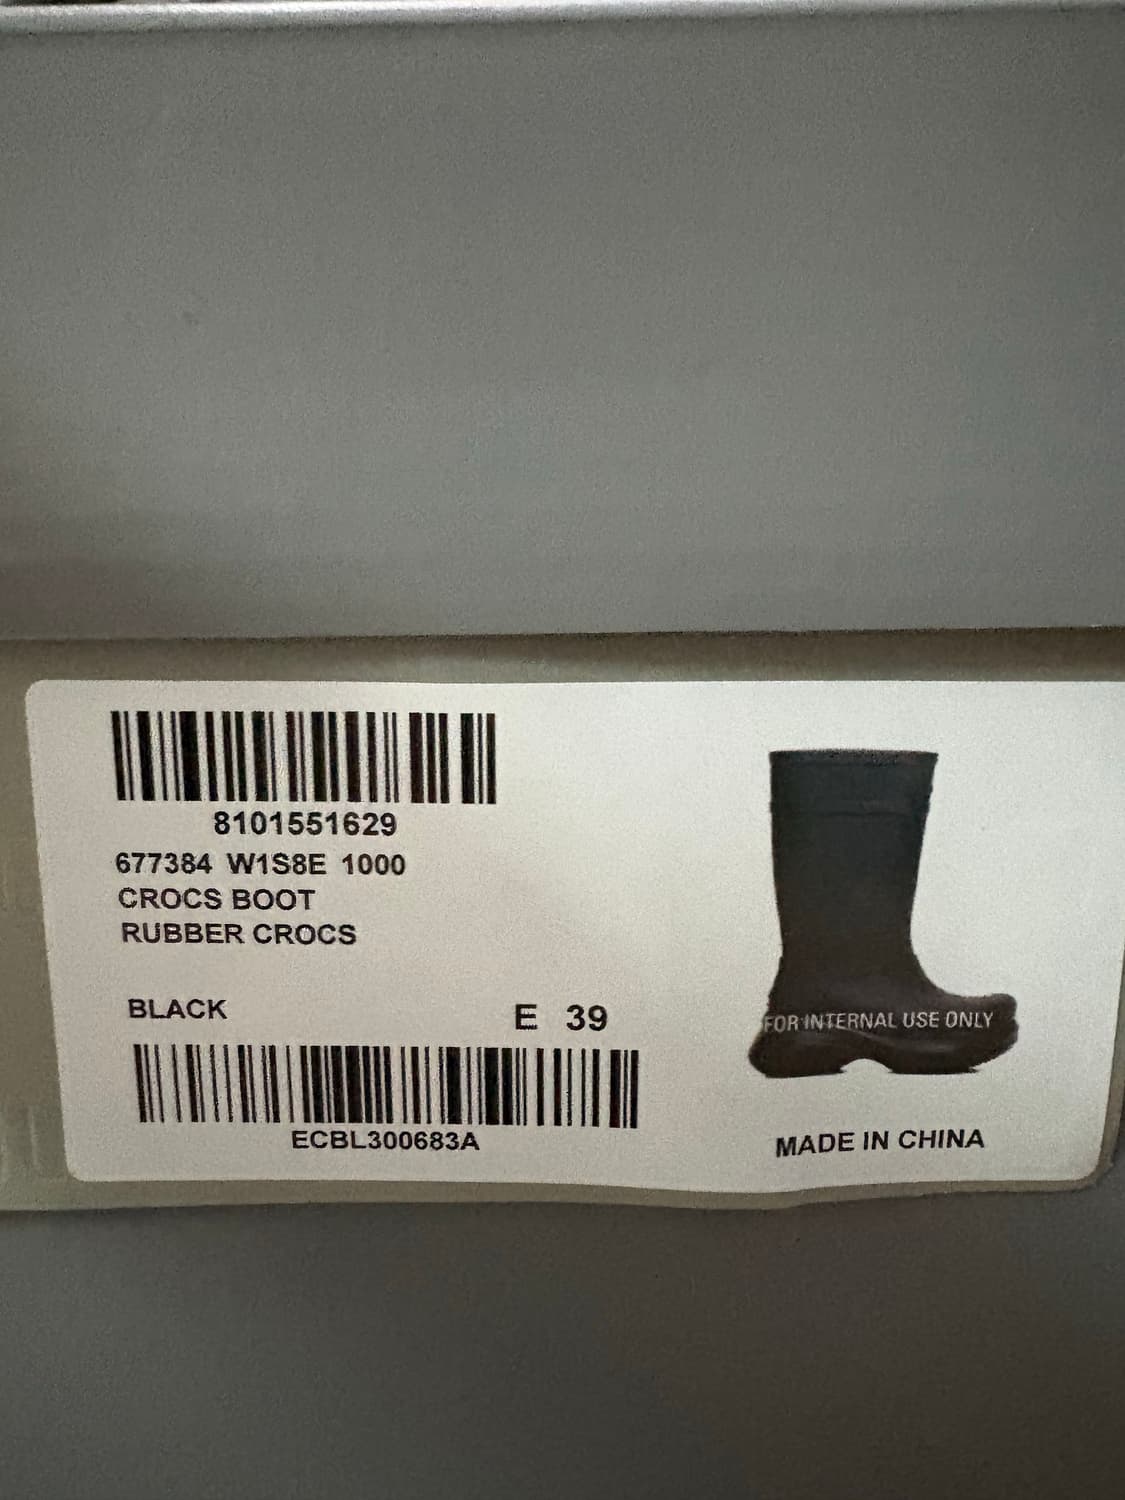 8101551629
677384 W1S8E 1000
CROCS BOOT
RUBBER CROCS
BLACK
E 39
ECBL300683A
FOR INTERNAL USE ONLY
MADE IN CHINA